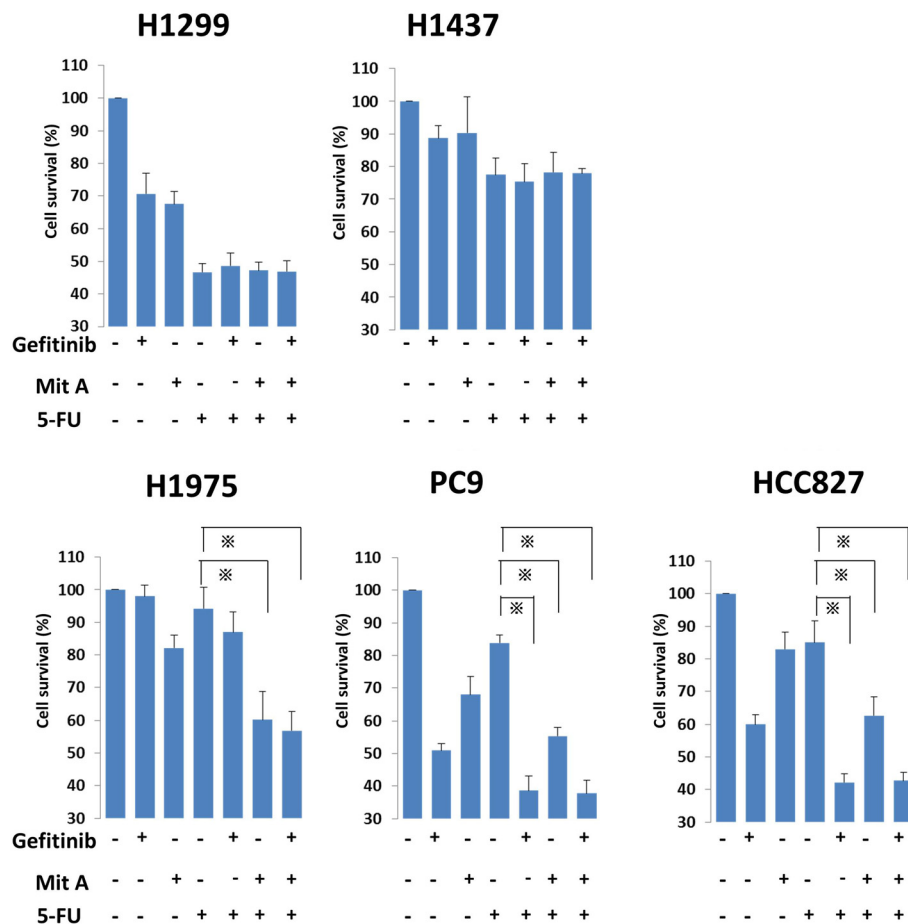 H1299 H1437
110 110
100 100
90 90
80 80
70 70
60 60
50 50
40 40
30 30
Cell survival (%) Cell survival (%)
Gefitinib - + - - + - + - + - - + - +
Mit A - - + - - + + - - + - - + +
5-FU - - - + + + + - - - + + + +
H1975 PC9 HCC827
※ ※ ※
※ ※ ※
※ ※
110 110 110
100 100 100
90 90 90
80 80 80
70 70 70
60 60 60
50 50 50
40 40 40
30 30 30
Cell survival (%) Cell survival (%) Cell survival (%)
Gefitinib - + - - + - + - + - - + - + - + - - + - +
Mit A - - + - - + + - - + - - + + - - + - - + +
5-FU - - - + + + + - - - + + + + - - - + + + +